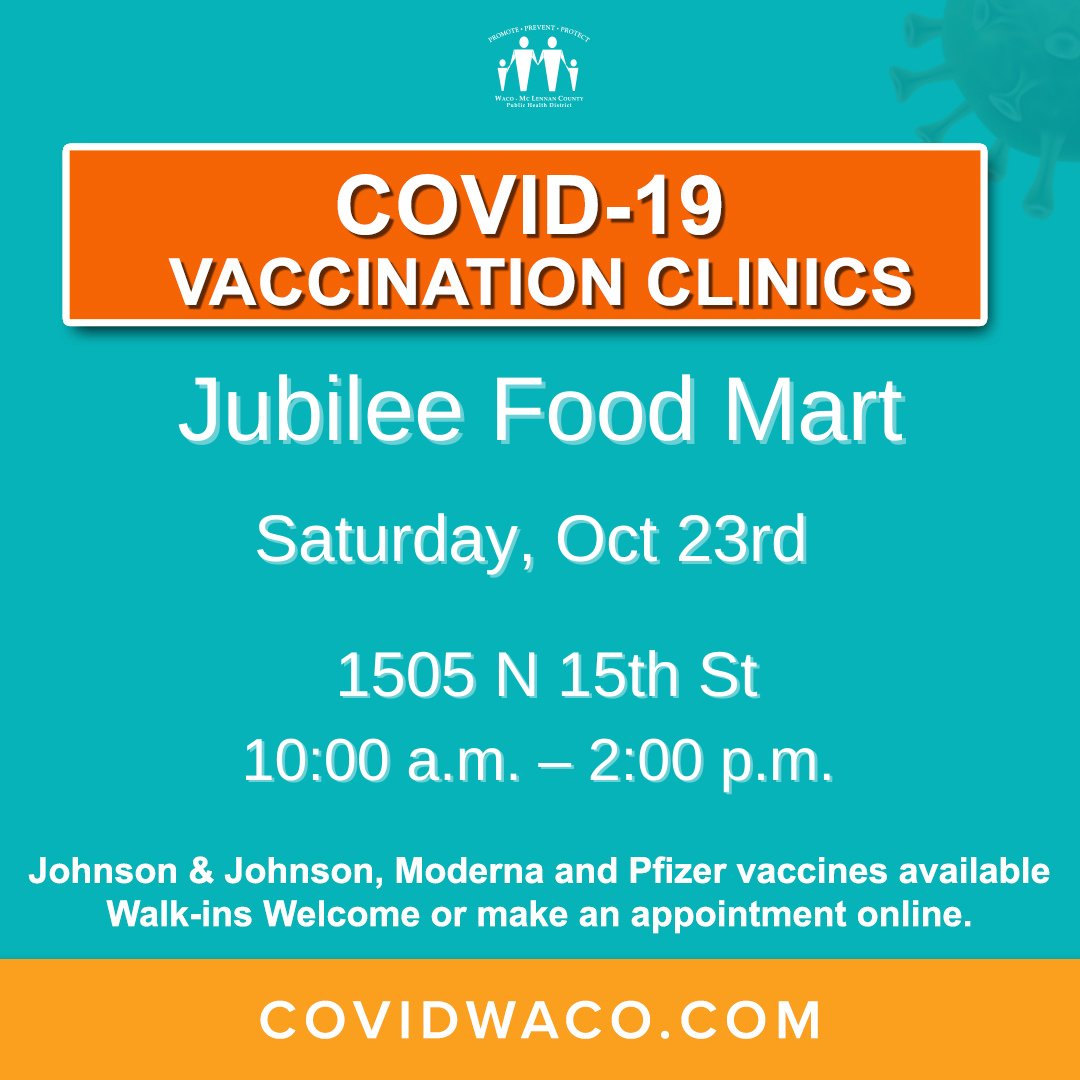 PROMOTE • PREVENT • PROTECT
WACO - MC LENNAN COUNTY
Public Health District
COVID-19
VACCINATION CLINICS
Jubilee Food Mart
Saturday, Oct 23rd
1505 N 15th St
10:00 a.m. – 2:00 p.m.
Johnson & Johnson, Moderna and Pfizer vaccines available
Walk-ins Welcome or make an appointment online.
COVIDWACO.COM